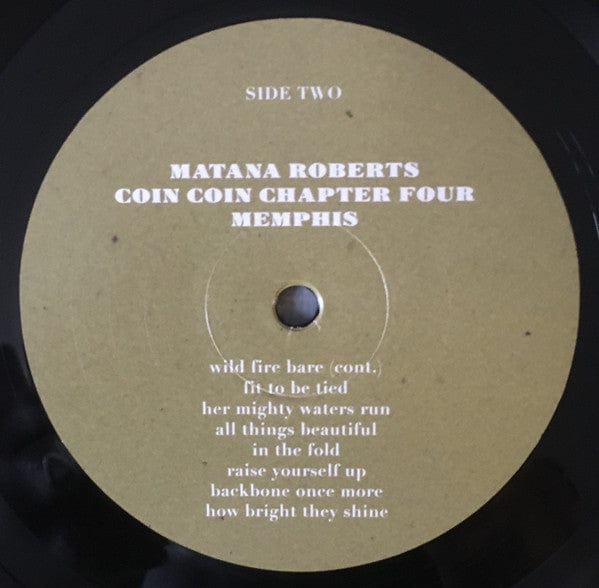 SIDE TWO
MATANA ROBERTS
COIN COIN CHAPTER FOUR
MEMPHIS
wild fire bare (cont.)
fit to be tied
her mighty waters run
all things beautiful
in the fold
raise yourself up
backbone once more
how bright they shine